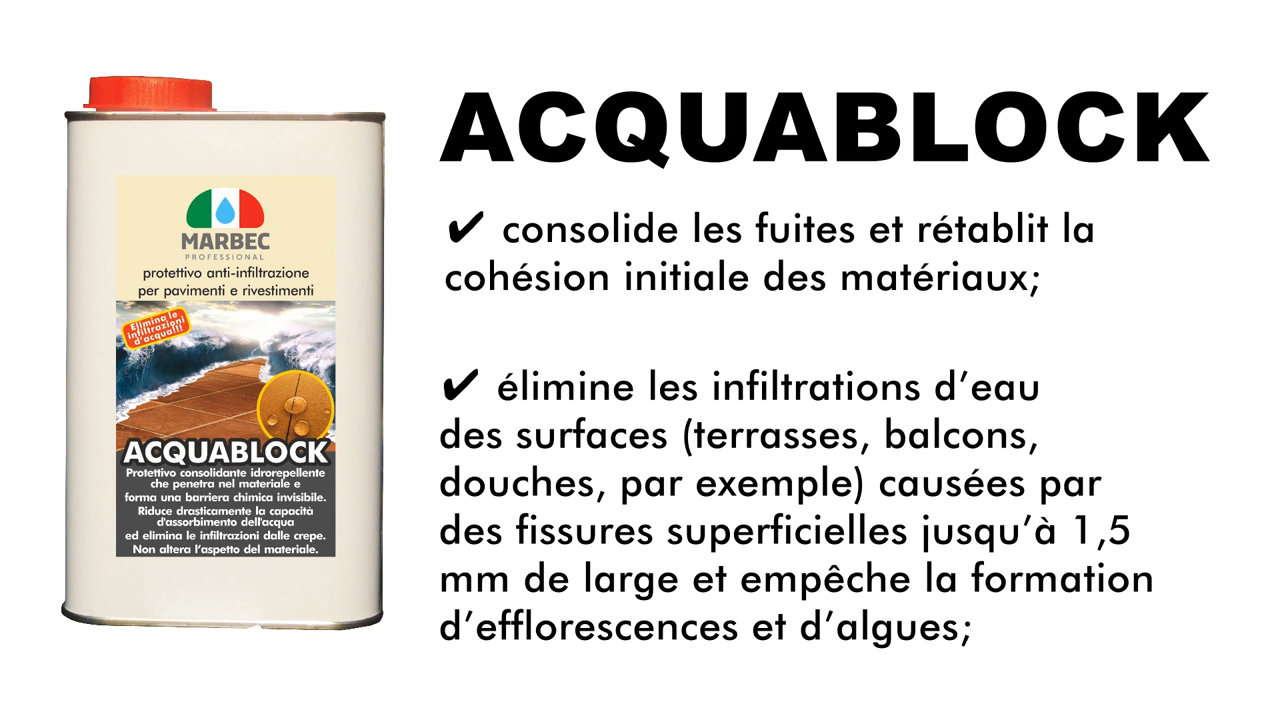 MARBEC
PROFESSIONAL
protettivo anti-infiltrazione
per pavimenti e rivestimenti
Elimina le
infiltrazioni
d'acqua!!!
ACQUABLOCK
Protettivo consolidante idrorepellente
che penetra nel materiale e
forma una barriera chimica invisibile.
Riduce drasticamente la capacità
d'assorbimento dell'acqua
ed elimina le infiltrazioni dalle crepe.
Non altera l'aspetto del materiale.
ACQUABLOCK
✔ consolide les fuites et rétablit la
cohésion initiale des matériaux;
✔ élimine les infiltrations d’eau
des surfaces (terrasses, balcons,
douches, par exemple) causées par
des fissures superficielles jusqu’à 1,5
mm de large et empêche la formation
d’efflorescences et d’algues;